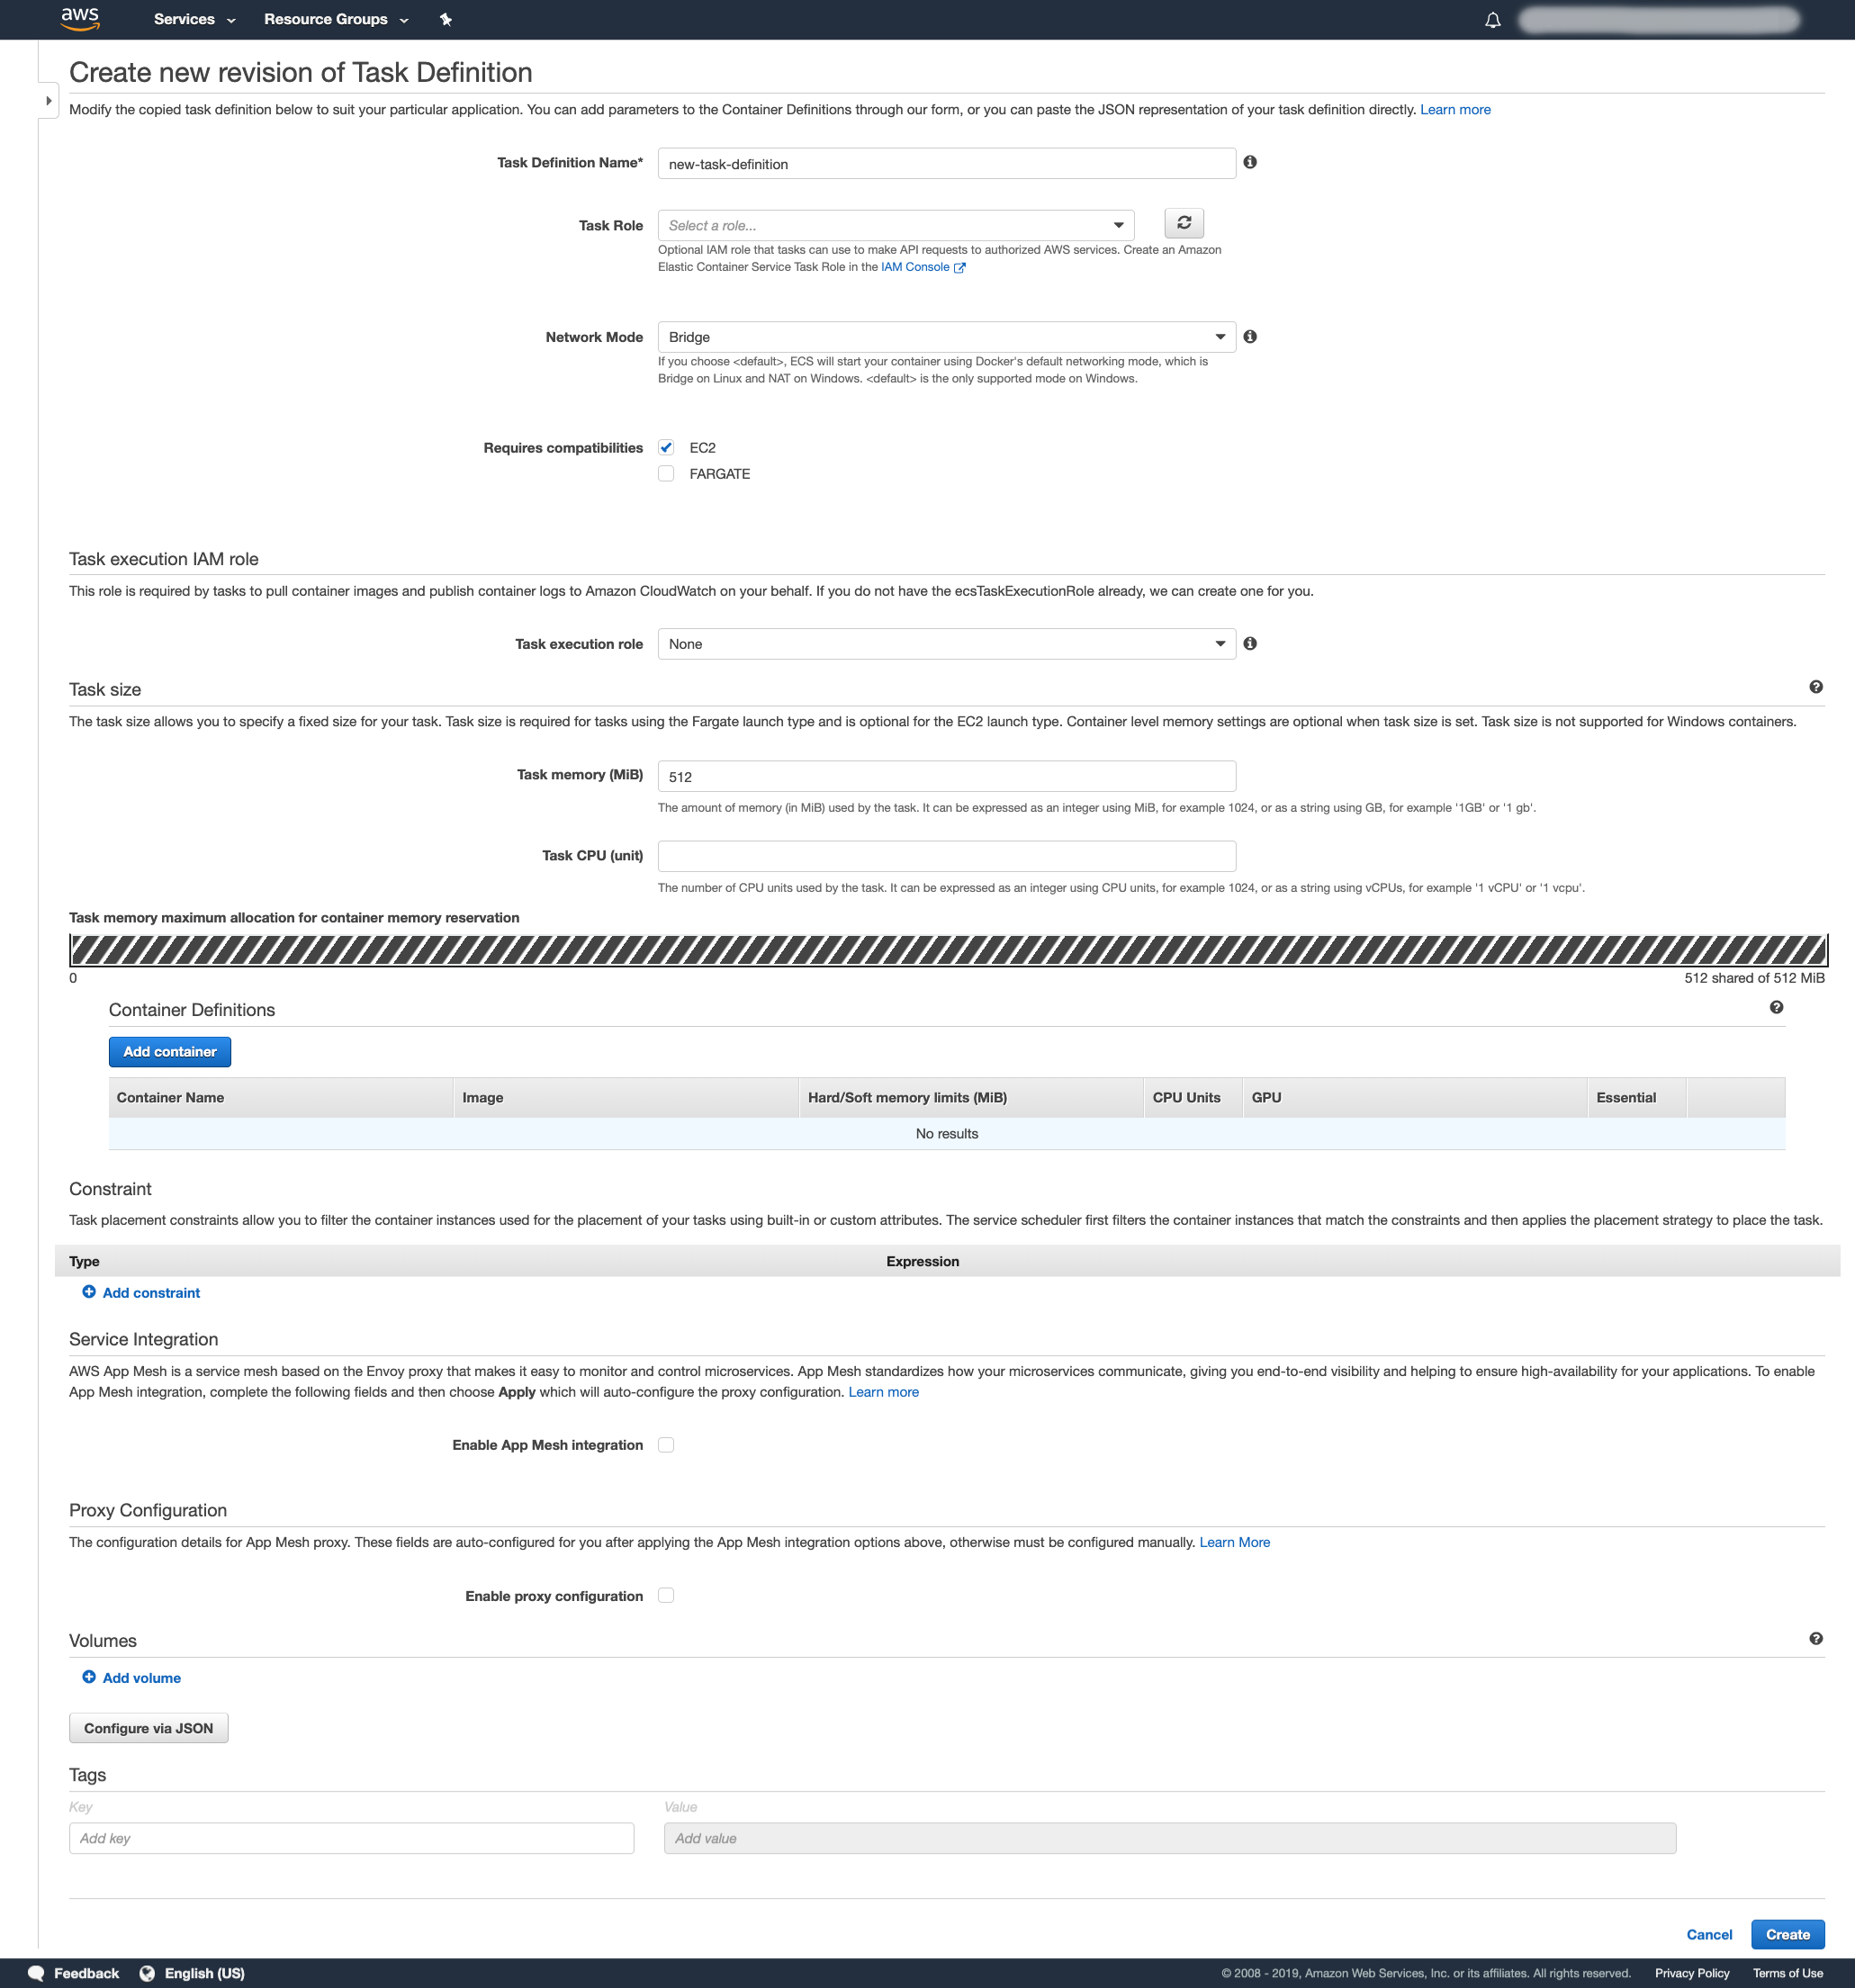 aws Services Resource Groups
Create new revision of Task Definition
Modify the copied task definition below to suit your particular application. You can add parameters to the Container Definitions through our form, or you can paste the JSON representation of your task definition directly. Learn more
Task Definition Name* new-task-definition
Task Role Select a role...
Optional IAM role that tasks can use to make API requests to authorized AWS services. Create an Amazon
Elastic Container Service Task Role in the IAM Console
Network Mode Bridge
If you choose <default>, ECS will start your container using Docker's default networking mode, which is
Bridge on Linux and NAT on Windows. <default> is the only supported mode on Windows.
Requires compatibilities EC2
FARGATE
Task execution IAM role
This role is required by tasks to pull container images and publish container logs to Amazon CloudWatch on your behalf. If you do not have the ecsTaskExecutionRole already, we can create one for you.
Task execution role None
Task size
The task size allows you to specify a fixed size for your task. Task size is required for tasks using the Fargate launch type and is optional for the EC2 launch type. Container level memory settings are optional when task size is set. Task size is not supported for Windows containers.
Task memory (MiB) 512
The amount of memory (in MiB) used by the task. It can be expressed as an integer using MiB, for example 1024, or as a string using GB, for example '1GB' or '1 gb'.
Task CPU (unit)
The number of CPU units used by the task. It can be expressed as an integer using CPU units, for example 1024, or as a string using vCPUs, for example '1 vCPU' or '1 vcpu'.
Task memory maximum allocation for container memory reservation
0 512 shared of 512 MiB
Container Definitions
Add container
Container Name Image Hard/Soft memory limits (MiB) CPU Units GPU Essential
No results
Constraint
Task placement constraints allow you to filter the container instances used for the placement of your tasks using built-in or custom attributes. The service scheduler first filters the container instances that match the constraints and then applies the placement strategy to place the task.
Type Expression
Add constraint
Service Integration
AWS App Mesh is a service mesh based on the Envoy proxy that makes it easy to monitor and control microservices. App Mesh standardizes how your microservices communicate, giving you end-to-end visibility and helping to ensure high-availability for your applications. To enable
App Mesh integration, complete the following fields and then choose Apply which will auto-configure the proxy configuration. Learn more
Enable App Mesh integration
Proxy Configuration
The configuration details for App Mesh proxy. These fields are auto-configured for you after applying the App Mesh integration options above, otherwise must be configured manually. Learn More
Enable proxy configuration
Volumes
Add volume
Configure via JSON
Tags
Key Value
Add key Add value
Cancel Create
Feedback English (US) © 2008 - 2019, Amazon Web Services, Inc. or its affiliates. All rights reserved. Privacy Policy Terms of Use